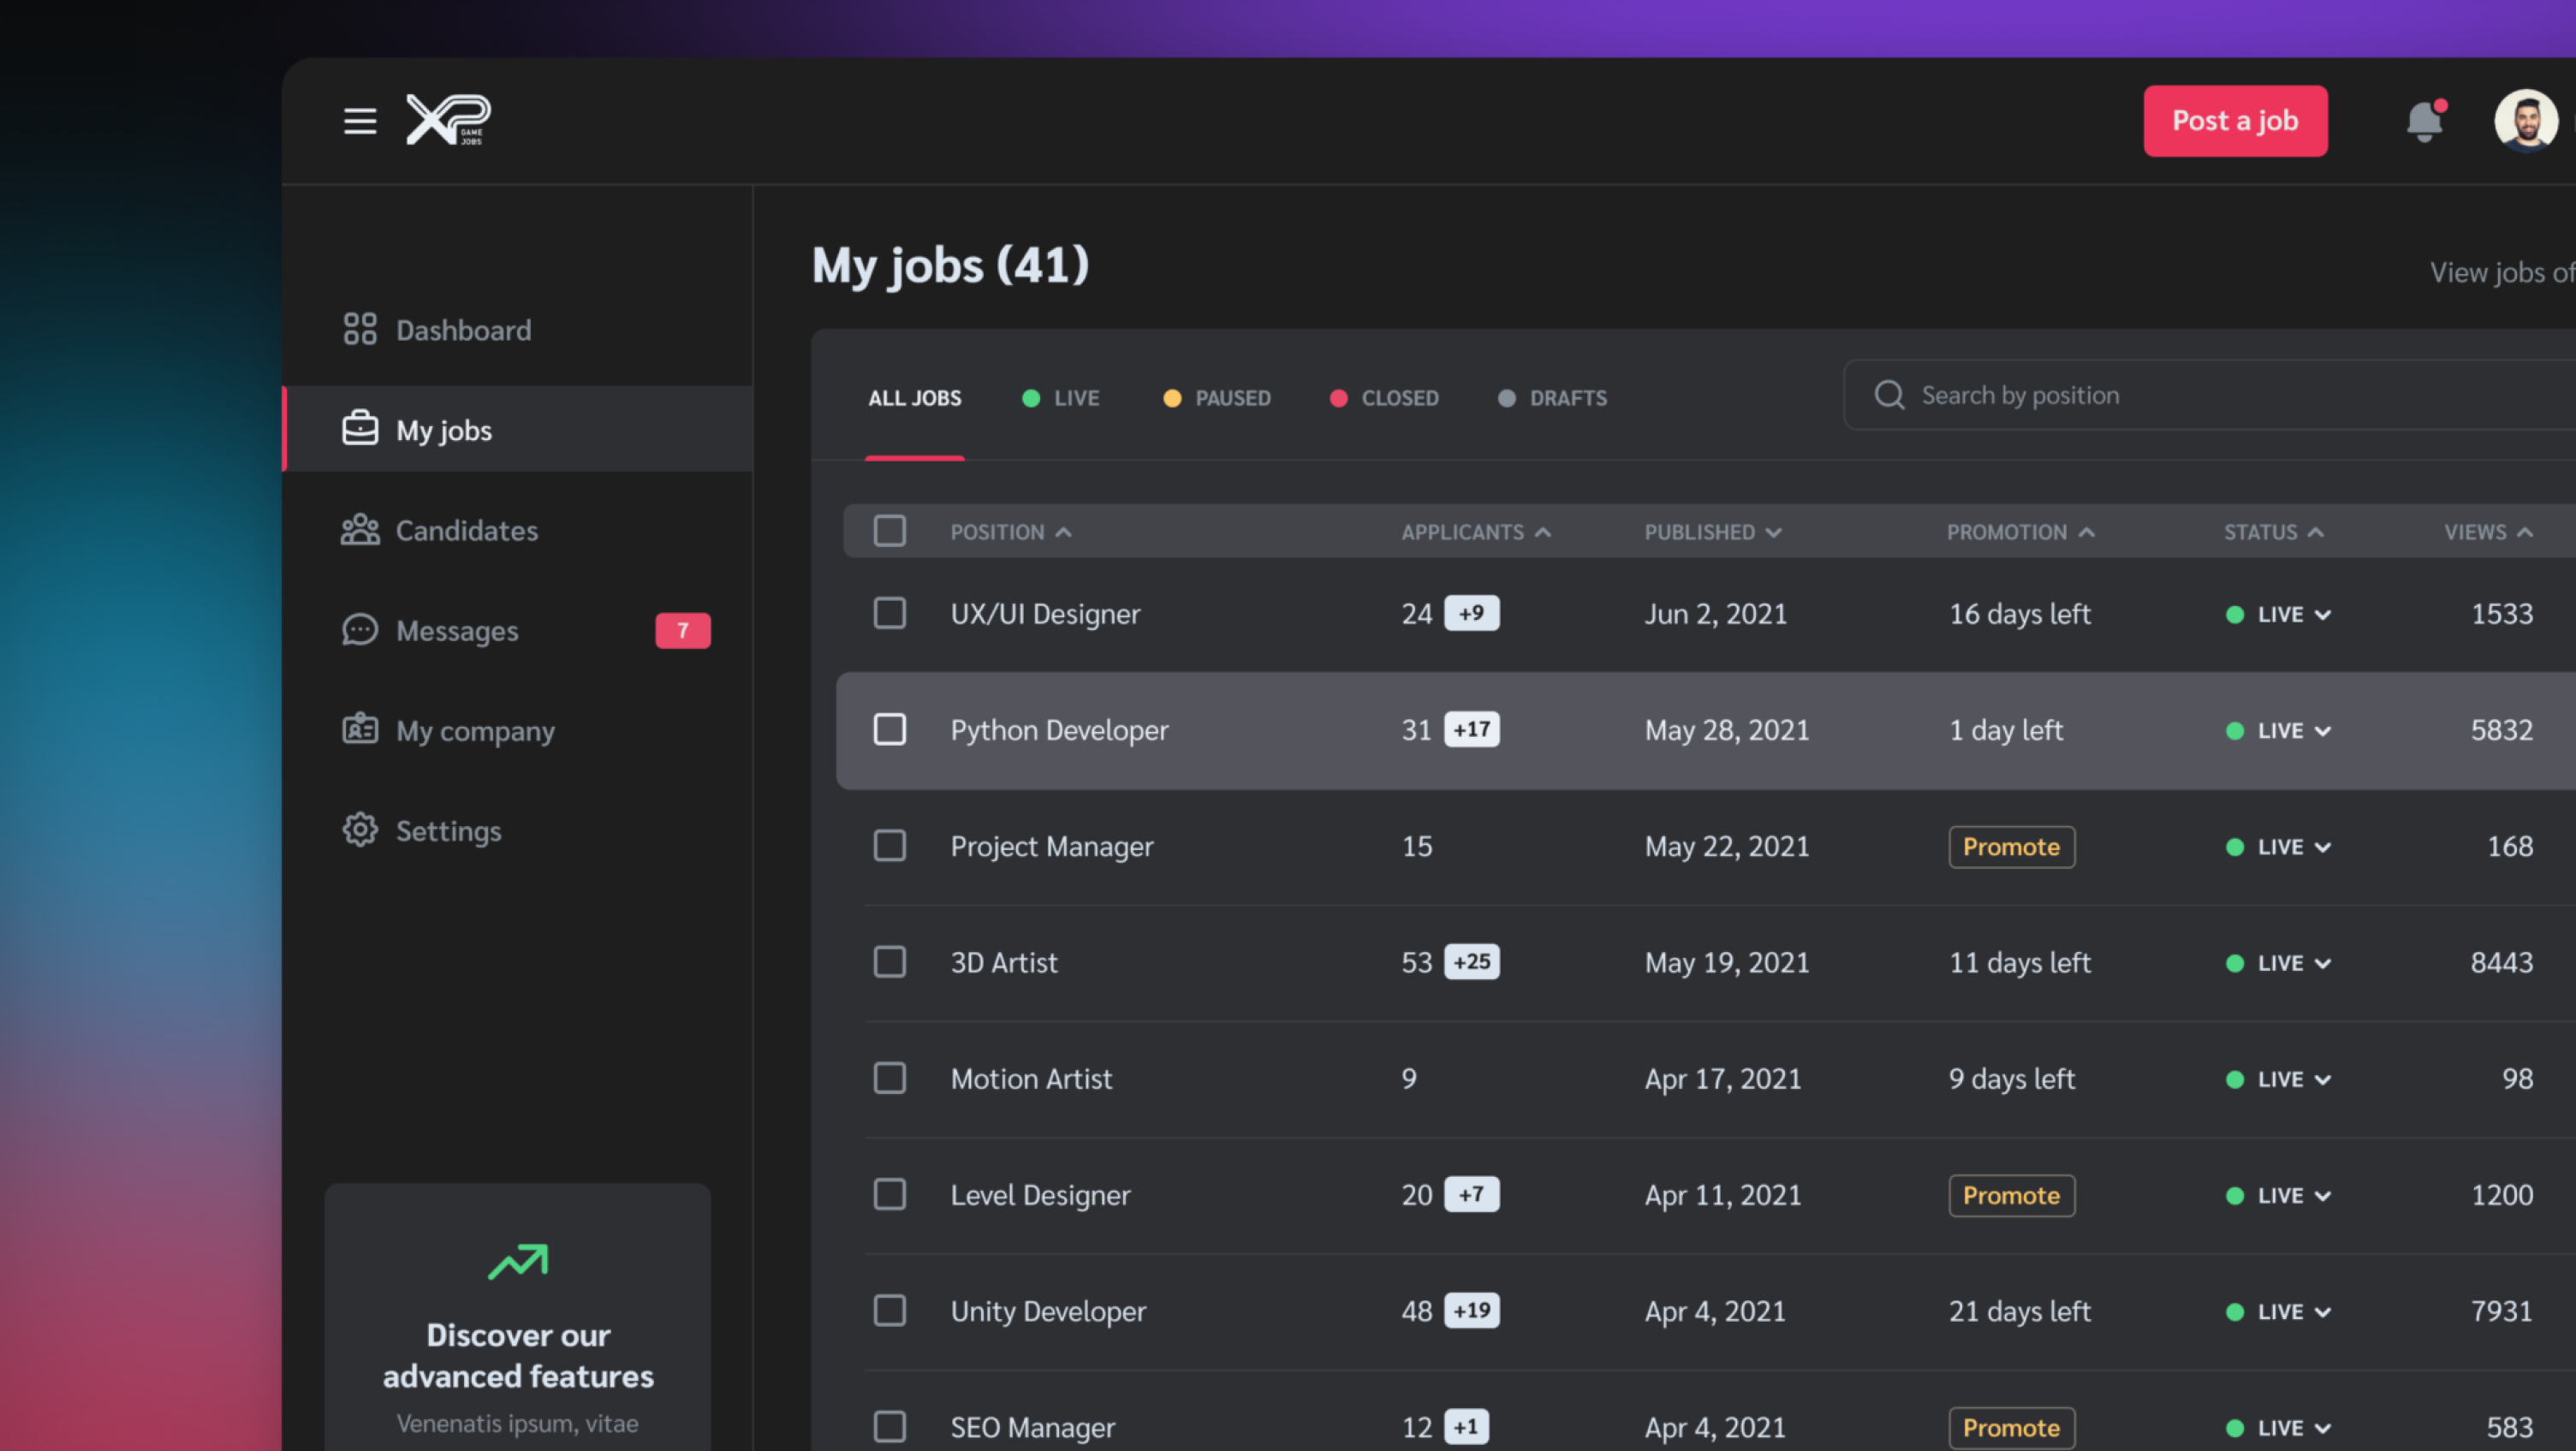 XP
GAME
JOBS
Post a job
My jobs (41)
View jobs of
Dashboard
My jobs
Candidates
Messages 7
My company
Settings
ALL JOBS LIVE PAUSED CLOSED DRAFTS Search by position
POSITION APPLICANTS PUBLISHED PROMOTION STATUS VIEWS
UX/UI Designer 24 +9 Jun 2, 2021 16 days left LIVE 1533
Python Developer 31 +17 May 28, 2021 1 day left LIVE 5832
Project Manager 15 May 22, 2021 Promote LIVE 168
3D Artist 53 +25 May 19, 2021 11 days left LIVE 8443
Motion Artist 9 Apr 17, 2021 9 days left LIVE 98
Level Designer 20 +7 Apr 11, 2021 Promote LIVE 1200
Unity Developer 48 +19 Apr 4, 2021 21 days left LIVE 7931
SEO Manager 12 +1 Apr 4, 2021 Promote LIVE 583
Discover our
advanced features
Venenatis ipsum, vitae